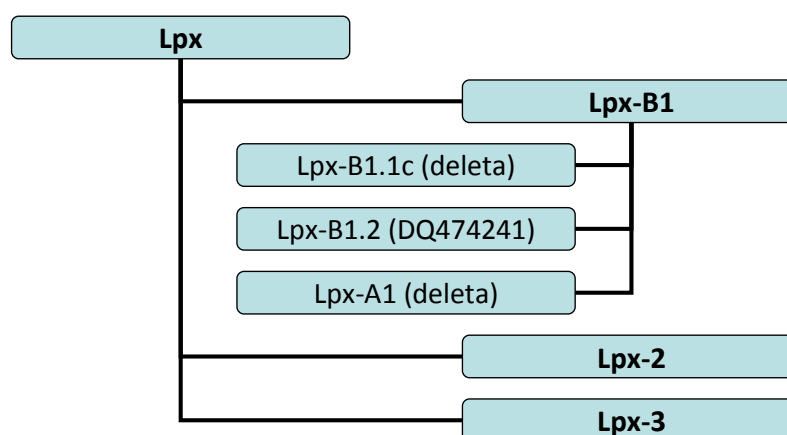 Lpx
Lpx-B1
Lpx-B1.1c (deleta)
Lpx-B1.2 (DQ474241)
Lpx-A1 (deleta)
Lpx-2
Lpx-3